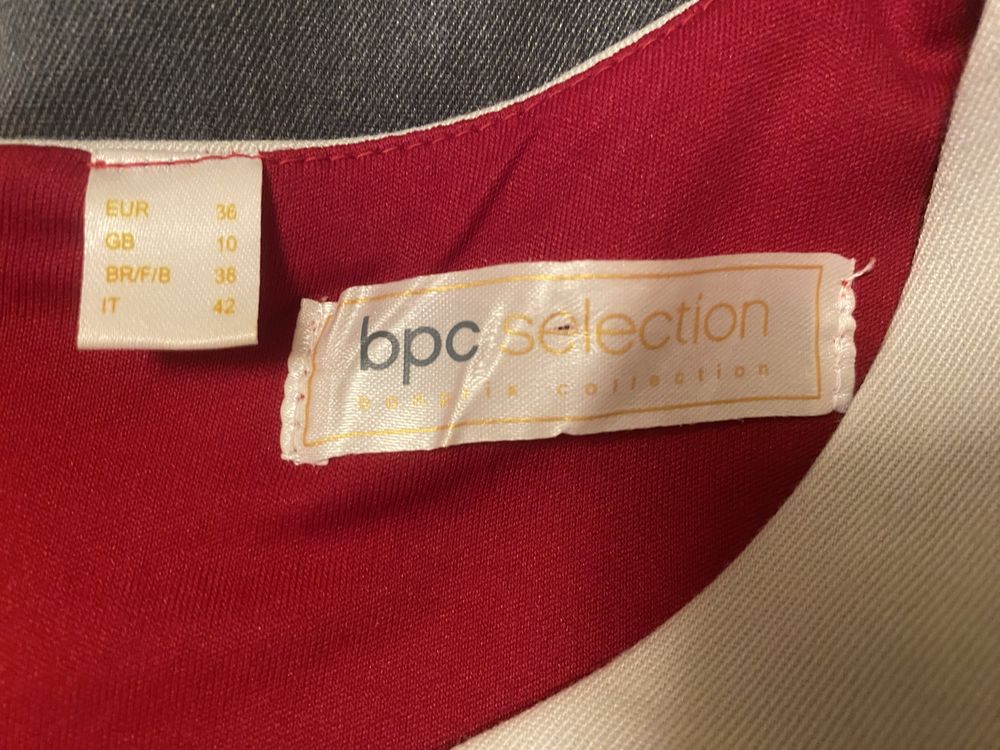 EUR 36
GB 10
BR/F/B 38
IT 42
bpc selection
bonprix collection